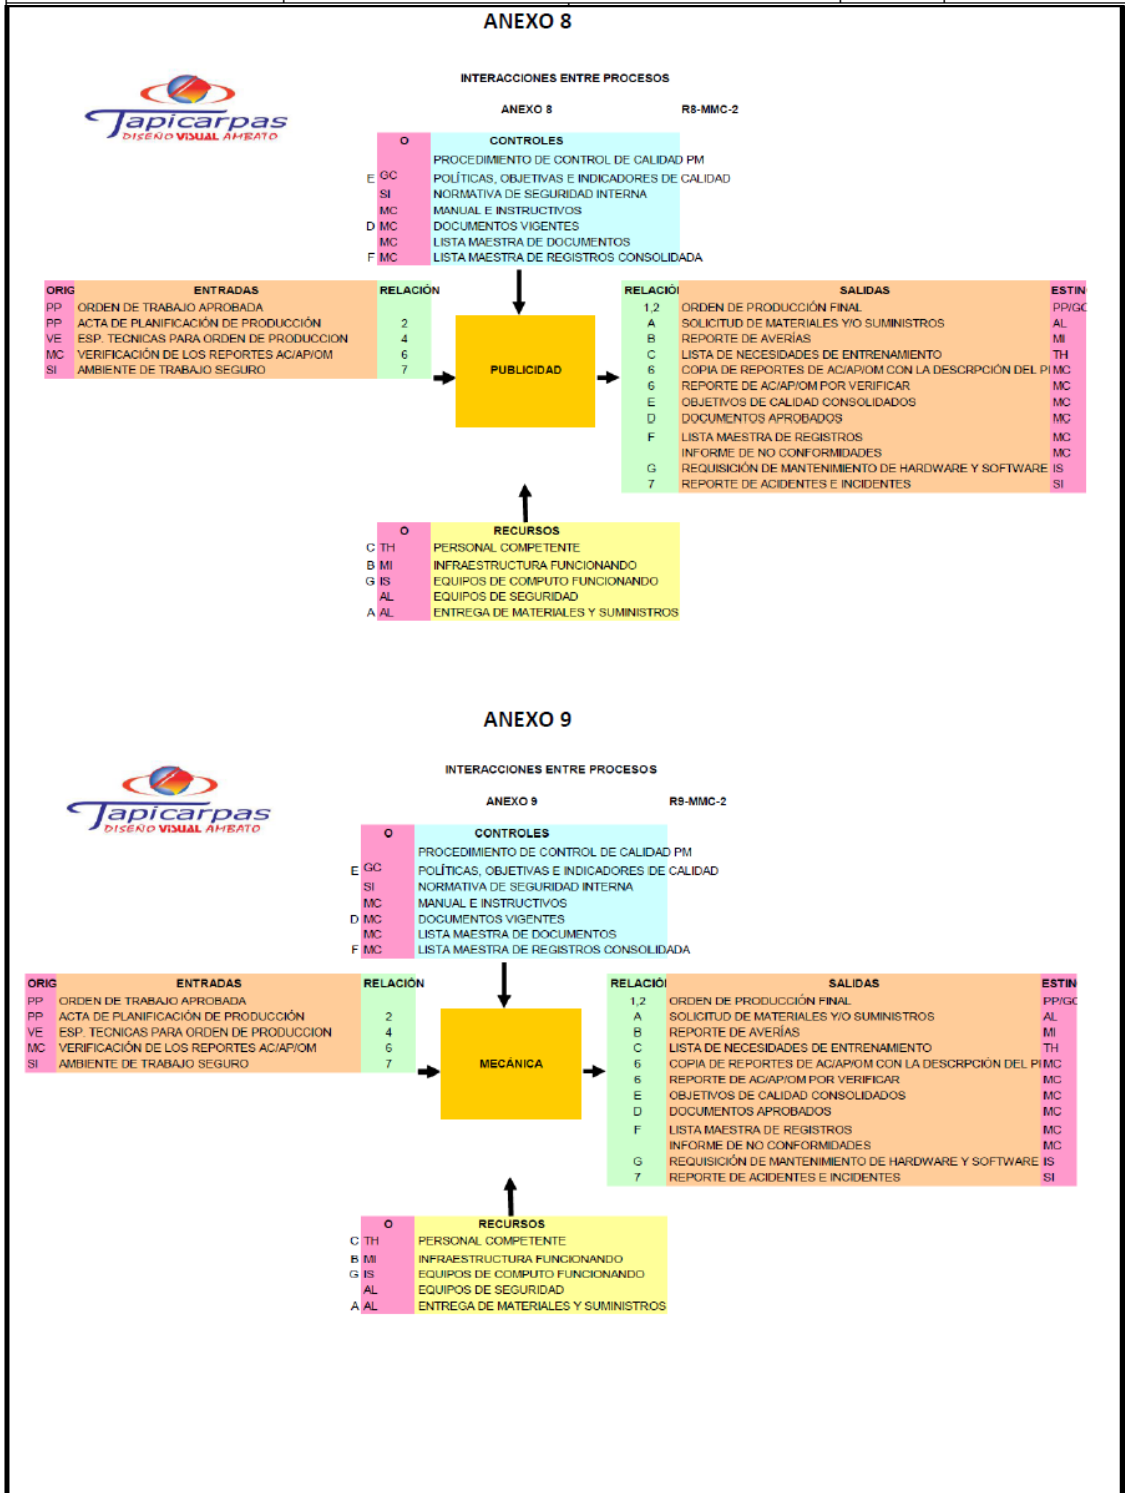 ANEXO 8
INTERACCIONES ENTRE PROCESOS
Tapicarpas
DISEÑO VISUAL AMBATO
ANEXO 8 R8-MMC-2
O CONTROLES
PROCEDIMIENTO DE CONTROL DE CALIDAD PM
E GC POLÍTICAS, OBJETIVAS E INDICADORES DE CALIDAD
SI NORMATIVA DE SEGURIDAD INTERNA
MC MANUAL E INSTRUCTIVOS
D MC DOCUMENTOS VIGENTES
MC LISTA MAESTRA DE DOCUMENTOS
F MC LISTA MAESTRA DE REGISTROS CONSOLIDADA
ORIG ENTRADAS RELACIÓN
PP ORDEN DE TRABAJO APROBADA
PP ACTA DE PLANIFICACIÓN DE PRODUCCIÓN 2
VE ESP. TECNICAS PARA ORDEN DE PRODUCCION 4
MC VERIFICACIÓN DE LOS REPORTES AC/AP/OM 6
SI AMBIENTE DE TRABAJO SEGURO 7
PUBLICIDAD
RELACIÓ SALIDAS ESTIN
1,2 ORDEN DE PRODUCCIÓN FINAL PP/GC
A SOLICITUD DE MATERIALES Y/O SUMINISTROS AL
B REPORTE DE AVERÍAS MI
C LISTA DE NECESIDADES DE ENTRENAMIENTO TH
6 COPIA DE REPORTES DE AC/AP/OM CON LA DESCRPCIÓN DEL PI MC
6 REPORTE DE AC/AP/OM POR VERIFICAR MC
E OBJETIVOS DE CALIDAD CONSOLIDADOS MC
D DOCUMENTOS APROBADOS MC
F LISTA MAESTRA DE REGISTROS MC
INFORME DE NO CONFORMIDADES MC
G REQUISICIÓN DE MANTENIMIENTO DE HARDWARE Y SOFTWARE IS
7 REPORTE DE ACIDENTES E INCIDENTES SI
O RECURSOS
C TH PERSONAL COMPETENTE
B MI INFRAESTRUCTURA FUNCIONANDO
G IS EQUIPOS DE COMPUTO FUNCIONANDO
AL EQUIPOS DE SEGURIDAD
A AL ENTREGA DE MATERIALES Y SUMINISTROS
ANEXO 9
INTERACCIONES ENTRE PROCESOS
Tapicarpas
DISEÑO VISUAL AMBATO
ANEXO 9 R9-MMC-2
O CONTROLES
PROCEDIMIENTO DE CONTROL DE CALIDAD PM
E GC POLÍTICAS, OBJETIVAS E INDICADORES DE CALIDAD
SI NORMATIVA DE SEGURIDAD INTERNA
MC MANUAL E INSTRUCTIVOS
D MC DOCUMENTOS VIGENTES
MC LISTA MAESTRA DE DOCUMENTOS
F MC LISTA MAESTRA DE REGISTROS CONSOLIDADA
ORIG ENTRADAS RELACIÓN
PP ORDEN DE TRABAJO APROBADA
PP ACTA DE PLANIFICACIÓN DE PRODUCCIÓN 2
VE ESP. TECNICAS PARA ORDEN DE PRODUCCION 4
MC VERIFICACIÓN DE LOS REPORTES AC/AP/OM 6
SI AMBIENTE DE TRABAJO SEGURO 7
MECÁNICA
RELACIÓ SALIDAS ESTIN
1,2 ORDEN DE PRODUCCIÓN FINAL PP/GC
A SOLICITUD DE MATERIALES Y/O SUMINISTROS AL
B REPORTE DE AVERÍAS MI
C LISTA DE NECESIDADES DE ENTRENAMIENTO TH
6 COPIA DE REPORTES DE AC/AP/OM CON LA DESCRPCIÓN DEL PI MC
6 REPORTE DE AC/AP/OM POR VERIFICAR MC
E OBJETIVOS DE CALIDAD CONSOLIDADOS MC
D DOCUMENTOS APROBADOS MC
F LISTA MAESTRA DE REGISTROS MC
INFORME DE NO CONFORMIDADES MC
G REQUISICIÓN DE MANTENIMIENTO DE HARDWARE Y SOFTWARE IS
7 REPORTE DE ACIDENTES E INCIDENTES SI
O RECURSOS
C TH PERSONAL COMPETENTE
B MI INFRAESTRUCTURA FUNCIONANDO
G IS EQUIPOS DE COMPUTO FUNCIONANDO
AL EQUIPOS DE SEGURIDAD
A AL ENTREGA DE MATERIALES Y SUMINISTROS